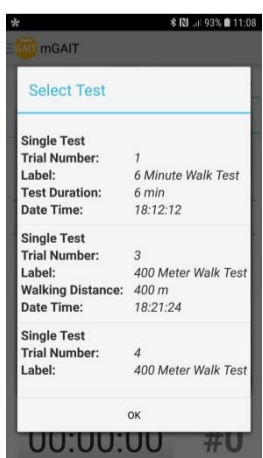 93% 11:08
GAIT mGAIT
Select Test
Single Test
Trial Number: 1
Label: 6 Minute Walk Test
Test Duration: 6 min
Date Time: 18:12:12
Single Test
Trial Number: 3
Label: 400 Meter Walk Test
Walking Distance: 400 m
Date Time: 18:21:24
Single Test
Trial Number: 4
Label: 400 Meter Walk Test
OK
00:00:00 #0